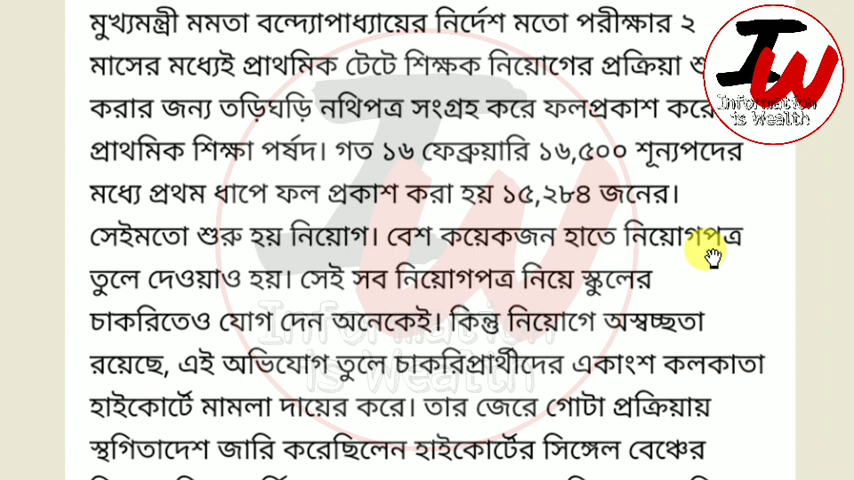 মুখ্যমন্ত্রী মমতা বন্দ্যোপাধ্যায়ের নির্দেশ মতো পরীক্ষার ২
মাসের মধ্যেই প্রাথমিক টেটে শিক্ষক নিয়োগের প্রক্রিয়া
করার জন্য তড়িঘড়ি নথিপত্র সংগ্রহ করে ফলপ্রকাশ করে
প্রাথমিক শিক্ষা পর্ষদ। গত ১৬ ফেব্রুয়ারি ১৬,৫০০ শূন্যপদের
মধ্যে প্রথম ধাপে ফল প্রকাশ করা হয় ১৫,২৮৪ জনের।
সেইমতো শুরু হয় নিয়োগ। বেশ কয়েকজন হাতে নিয়োগপত্র
তুলে দেওয়াও হয়। সেই সব নিয়োগপত্র নিয়ে স্কুলের
চাকরিতেও যোগ দেন অনেকেই। কিন্তু নিয়োগে অস্বচ্ছতা
রয়েছে, এই অভিযোগ তুলে চাকরিপ্রার্থীদের একাংশ কলকাতা
হাইকোর্টে মামলা দায়ের করে। তার জেরে গোটা প্রক্রিয়ায়
স্থগিতাদেশ জারি করেছিলেন হাইকোর্টের সিঙ্গেল বেঞ্চের
IW
Information
is Wealth
Information
is Wealth